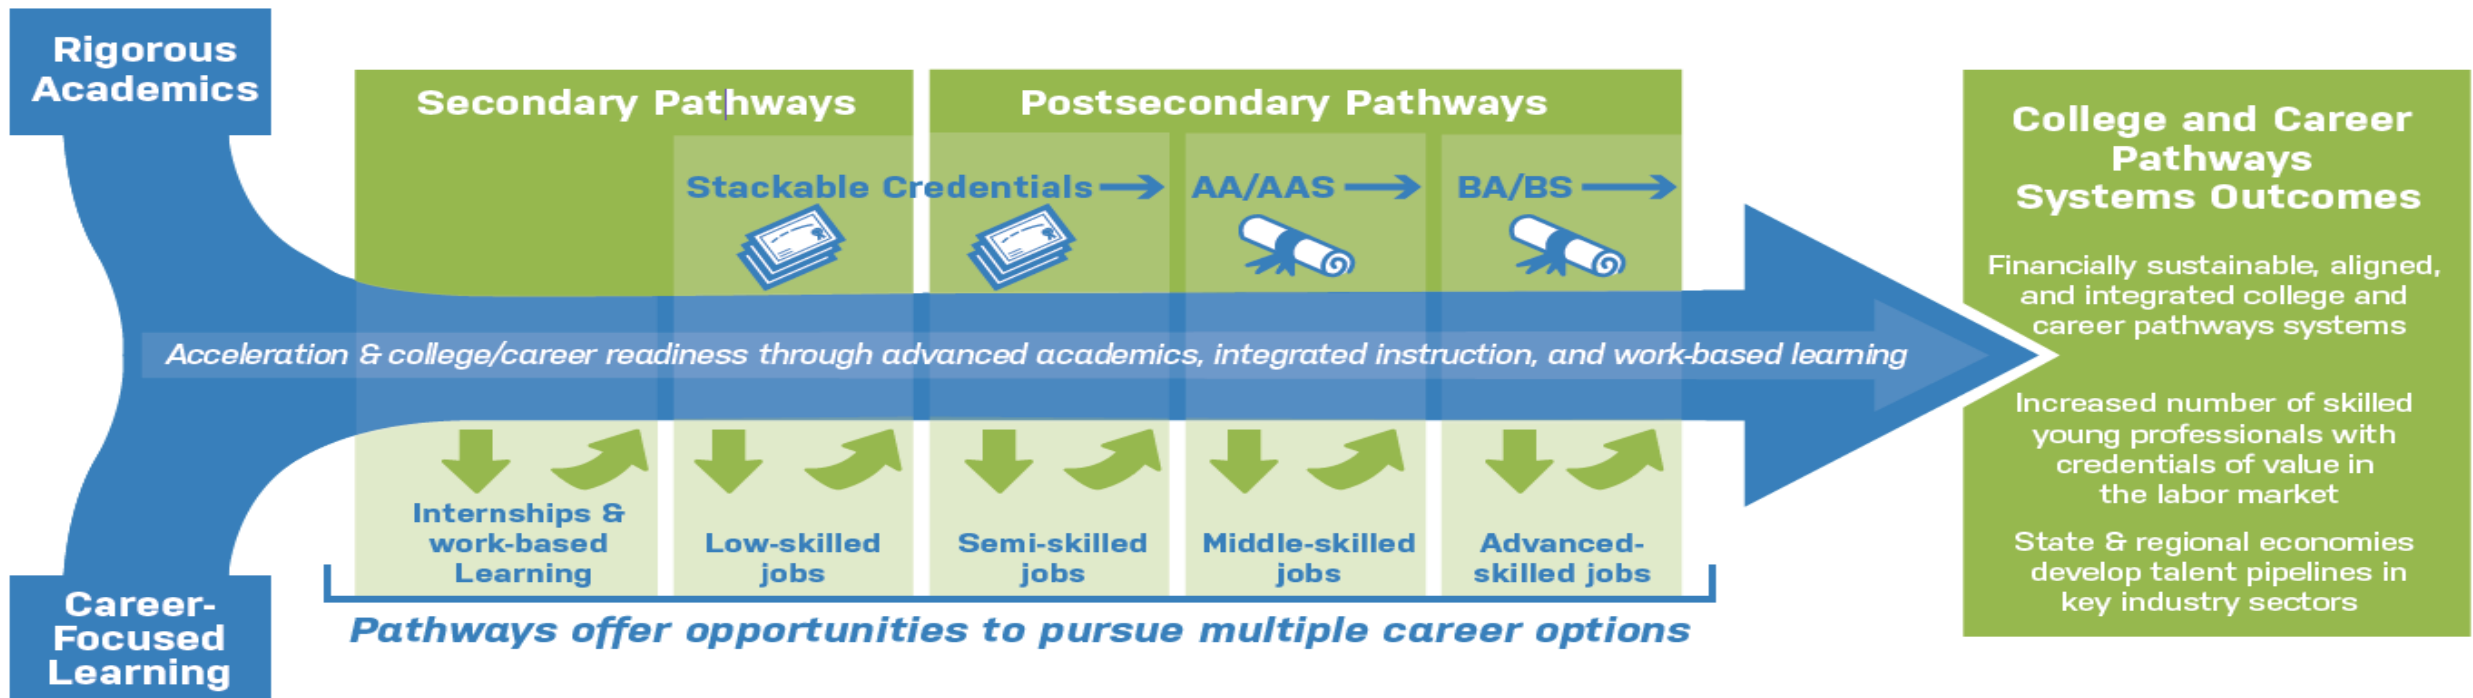 Rigorous
Academics
Secondary Pathways
Postsecondary Pathways
Stackable Credentials
AA/AAS
BA/BS
Acceleration & college/career readiness through advanced academics, integrated instruction, and work-based learning
Internships &
work-based
Learning
Low-skilled
jobs
Semi-skilled
jobs
Middle-skilled
jobs
Advanced-
skilled jobs
Pathways offer opportunities to pursue multiple career options
Career-
Focused
Learning
College and Career
Pathways
Systems Outcomes
Financially sustainable, aligned,
and integrated college and
career pathways systems
Increased number of skilled
young professionals with
credentials of value in
the labor market
State & regional economies
develop talent pipelines in
key industry sectors